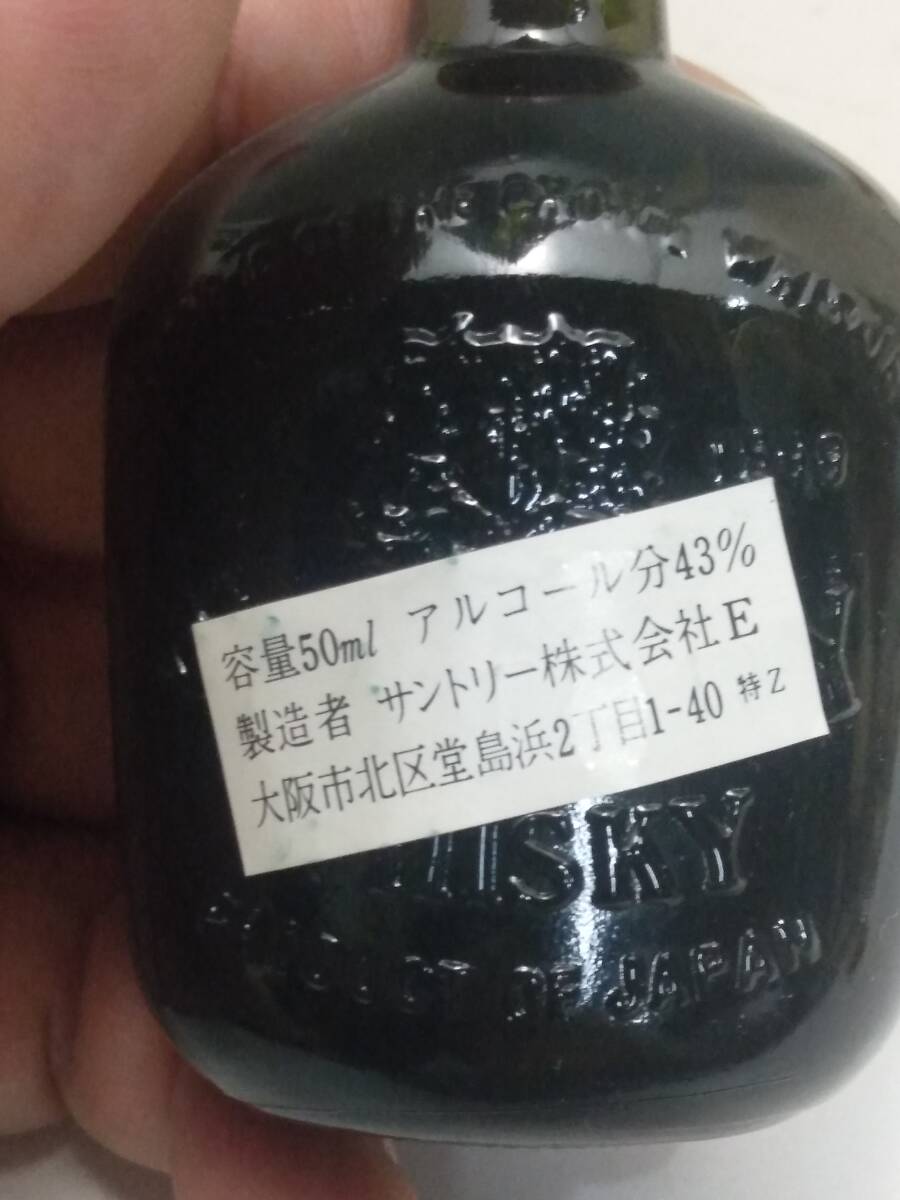 WHISKY
容量50ml アルコール分43%
製造者 サントリー株式会社E
大阪市北区堂島浜2丁目1-40 特Z
PRODUCT OF JAPAN